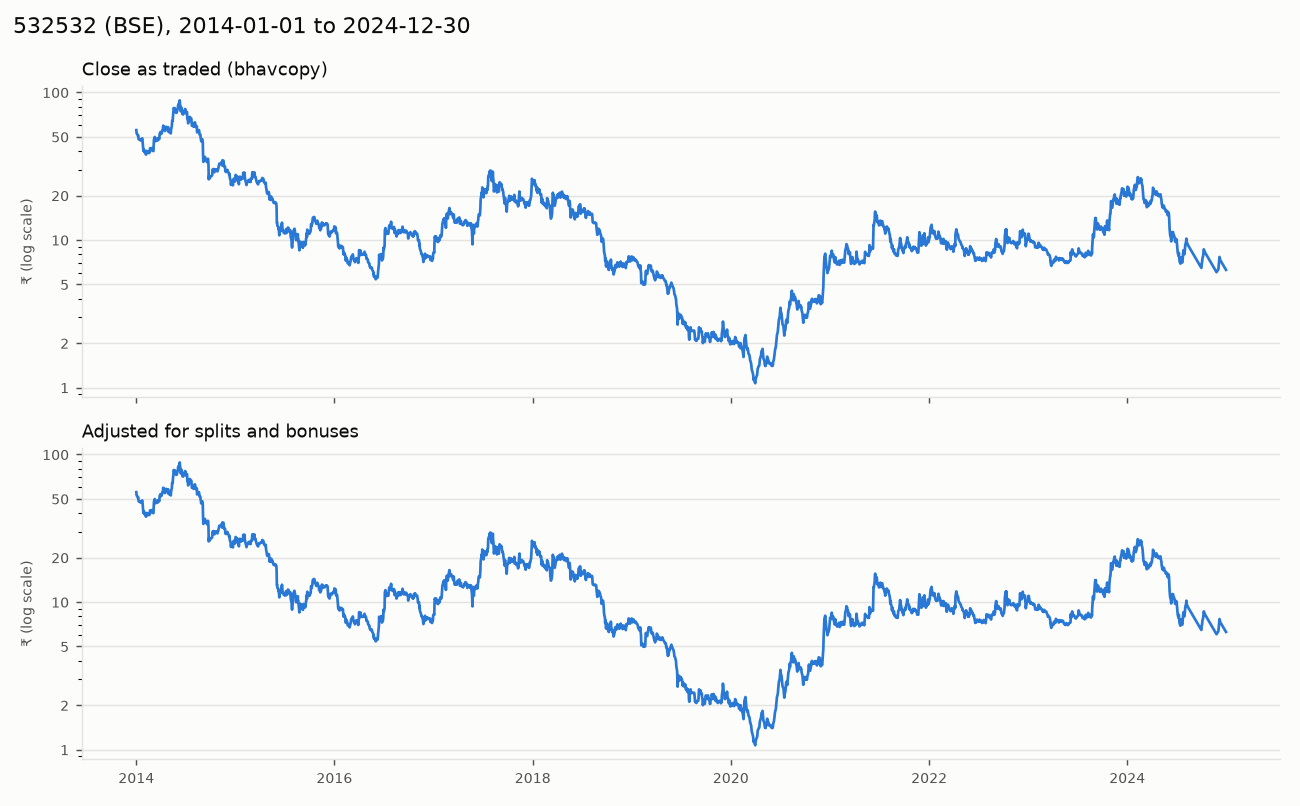 532532 (BSE), 2014-01-01 to 2024-12-30
Close as traded (bhavcopy)
100
50
20
10
5
2
1
₹ (log scale)
Adjusted for splits and bonuses
100
50
20
10
5
2
1
₹ (log scale)
2014 2016 2018 2020 2022 2024